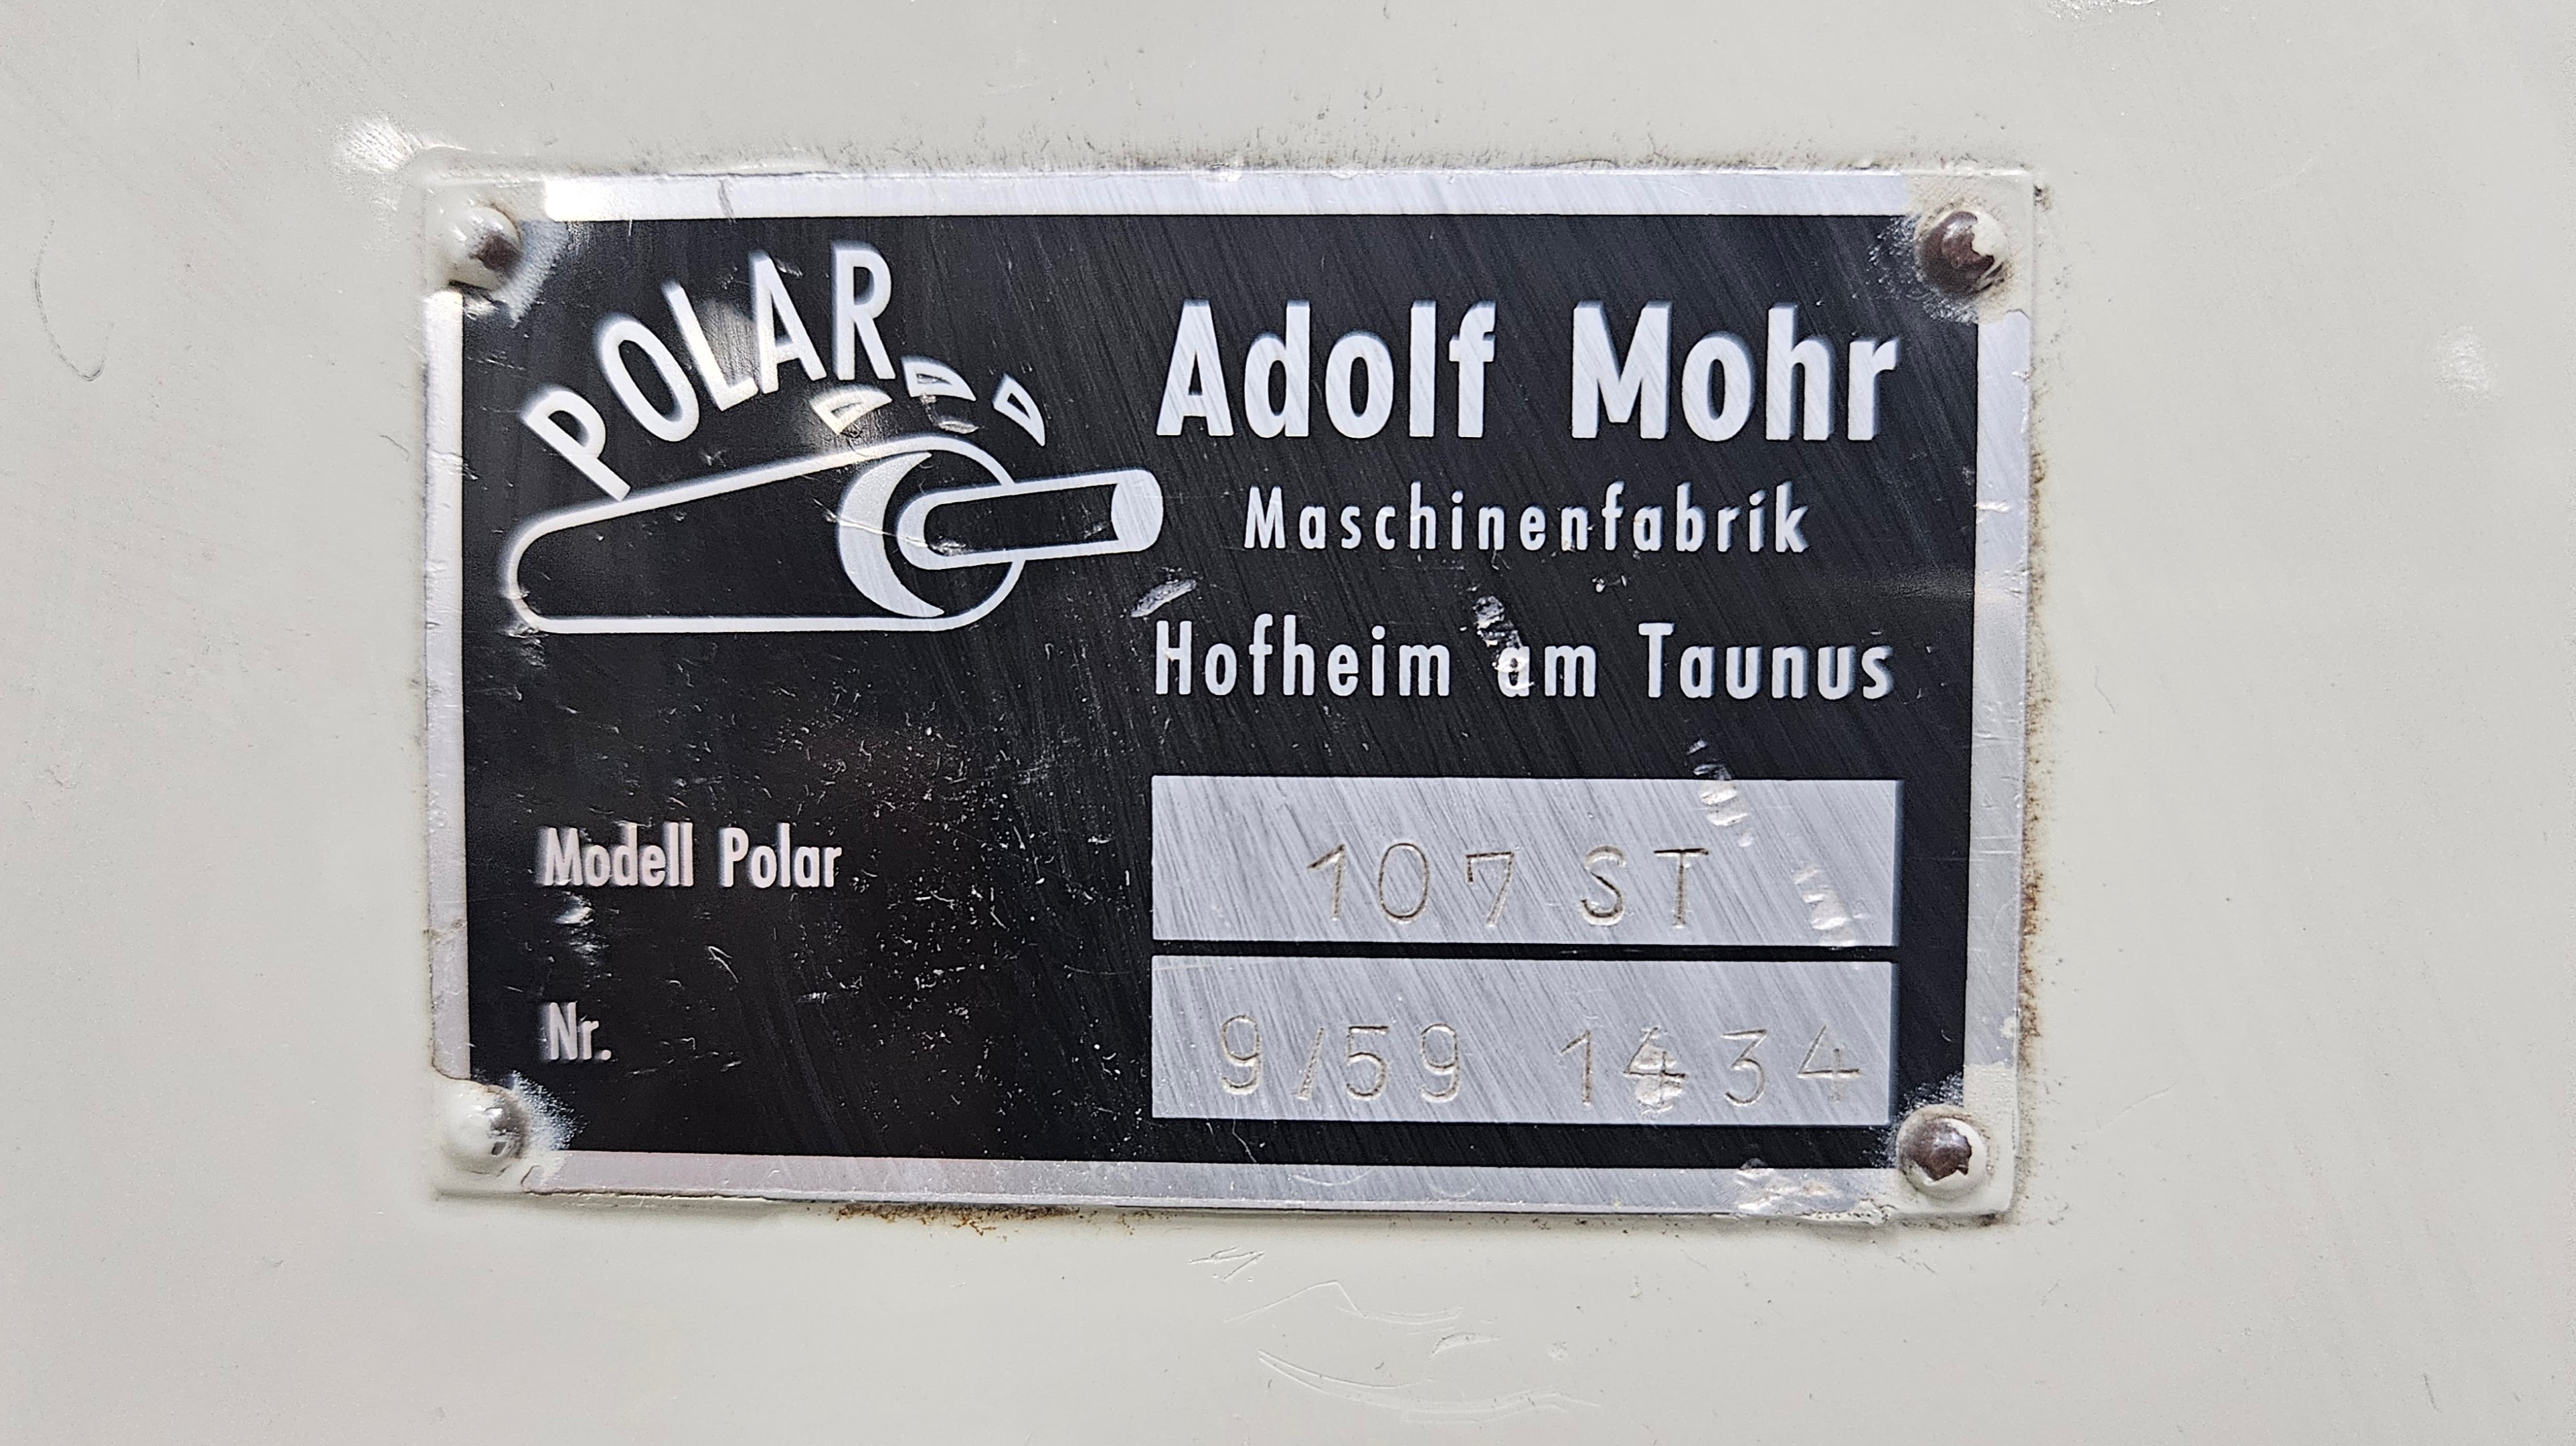 POLAR
Adolf Mohr
Maschinenfabrik
Hofheim am Taunus
Modell Polar 107 ST
Nr. 9/59 1434